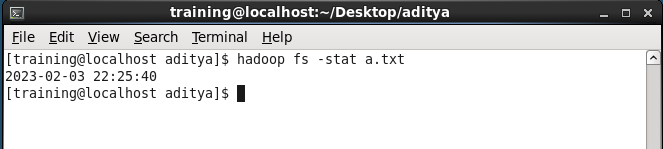 training@localhost:~/Desktop/aditya
File Edit View Search Terminal Help
[training@localhost aditya]$ hadoop fs -stat a.txt
2023-02-03 22:25:40
[training@localhost aditya]$